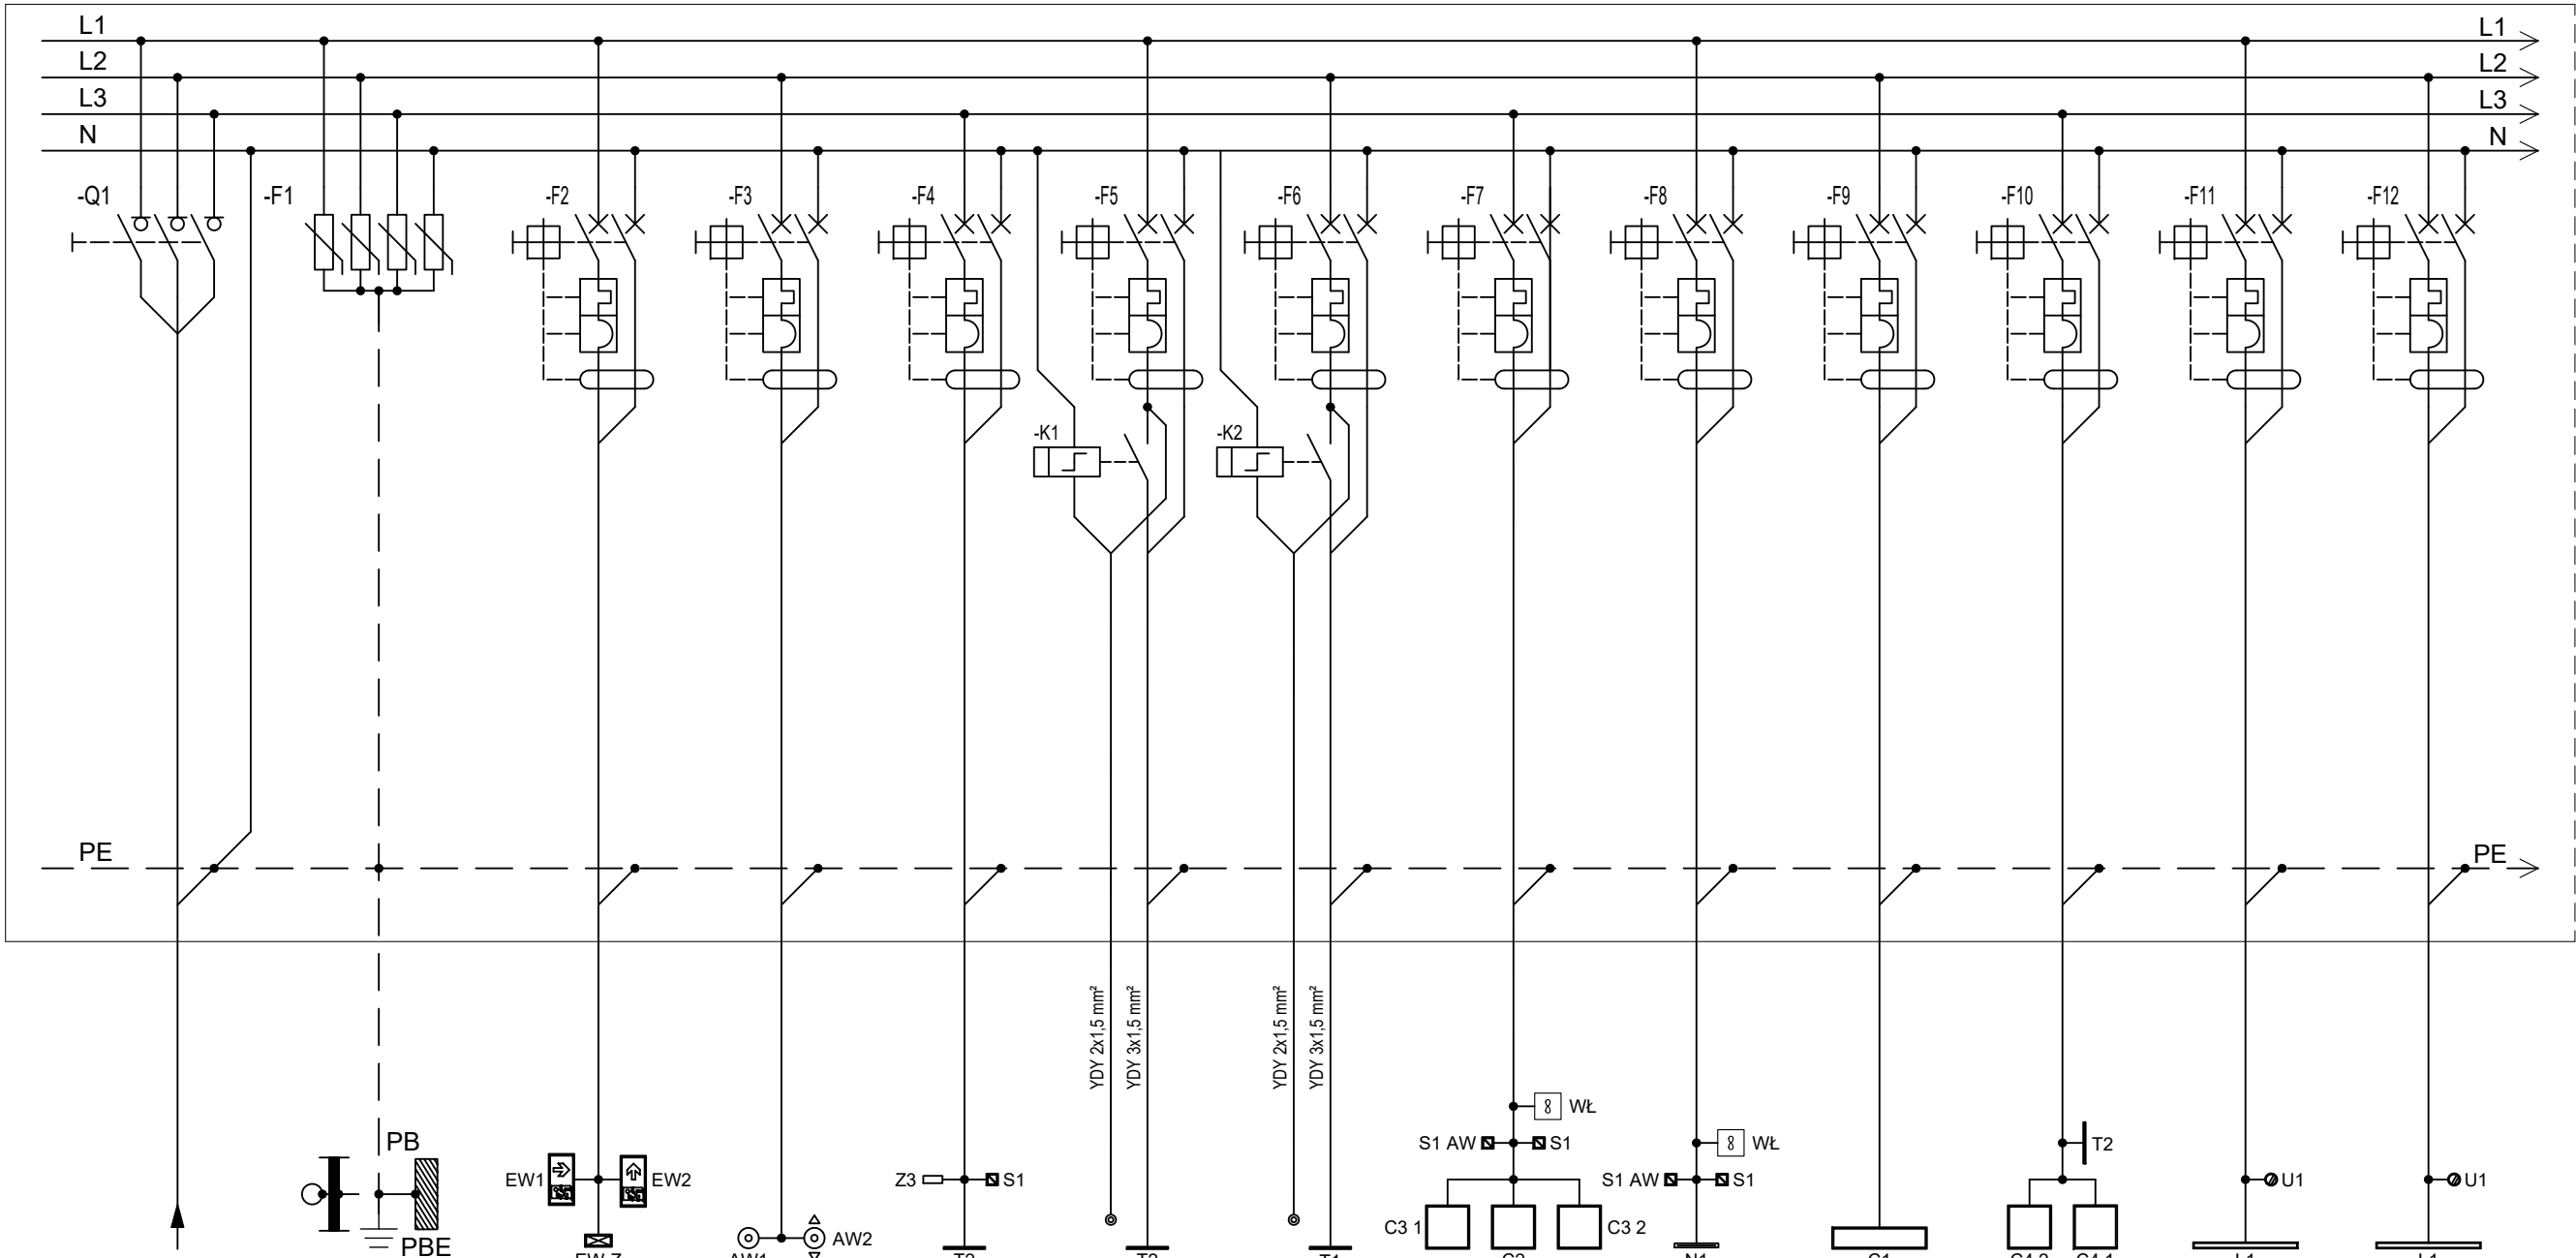 L1 L1
L2 L2
L3 L3
N N
-Q1 -F1 -F2 -F3 -F4 -F5 -F6 -F7 -F8 -F9 -F10 -F11 -F12
-K1 -K2
PE PE
YDY 2x1,5 mm² YDY 3x1,5 mm² YDY 2x1,5 mm² YDY 3x1,5 mm²
8 WŁ
PB S1 AW S1 8 WŁ T2
EW1 EW2 Z3 S1 S1 AW S1 U1 U1
C3 1 C3 2
AW2
PBE